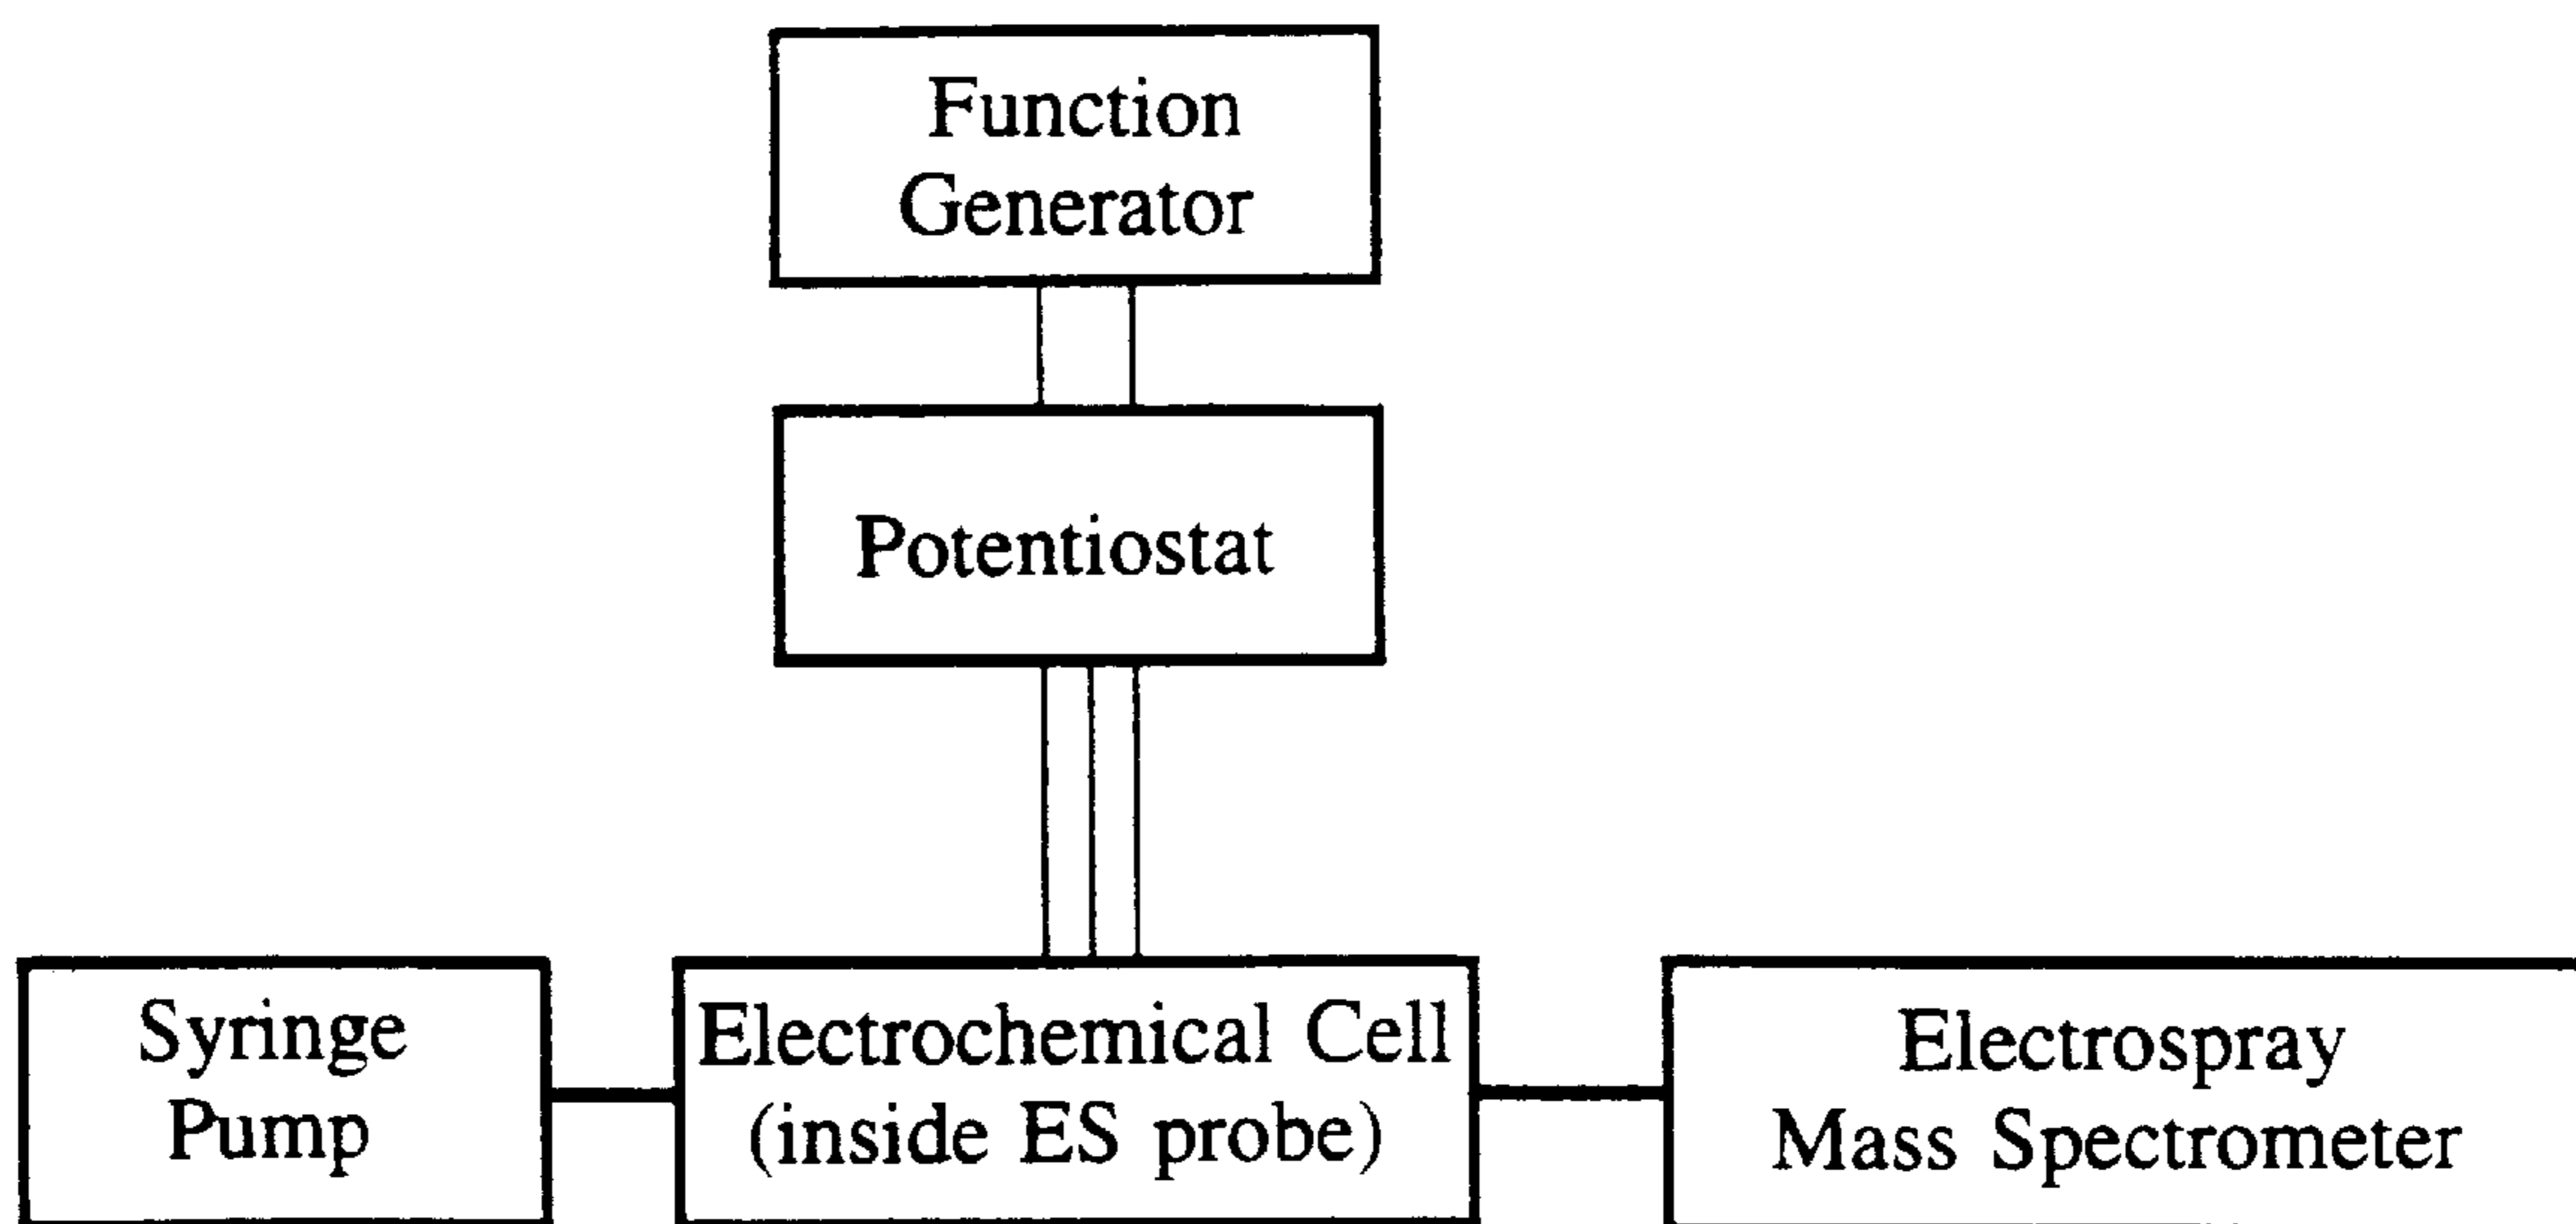 Function
Generator
Potentiostat
Syringe
Pump
Electrochemical Cell
(inside ES probe)
Electrospray
Mass Spectrometer